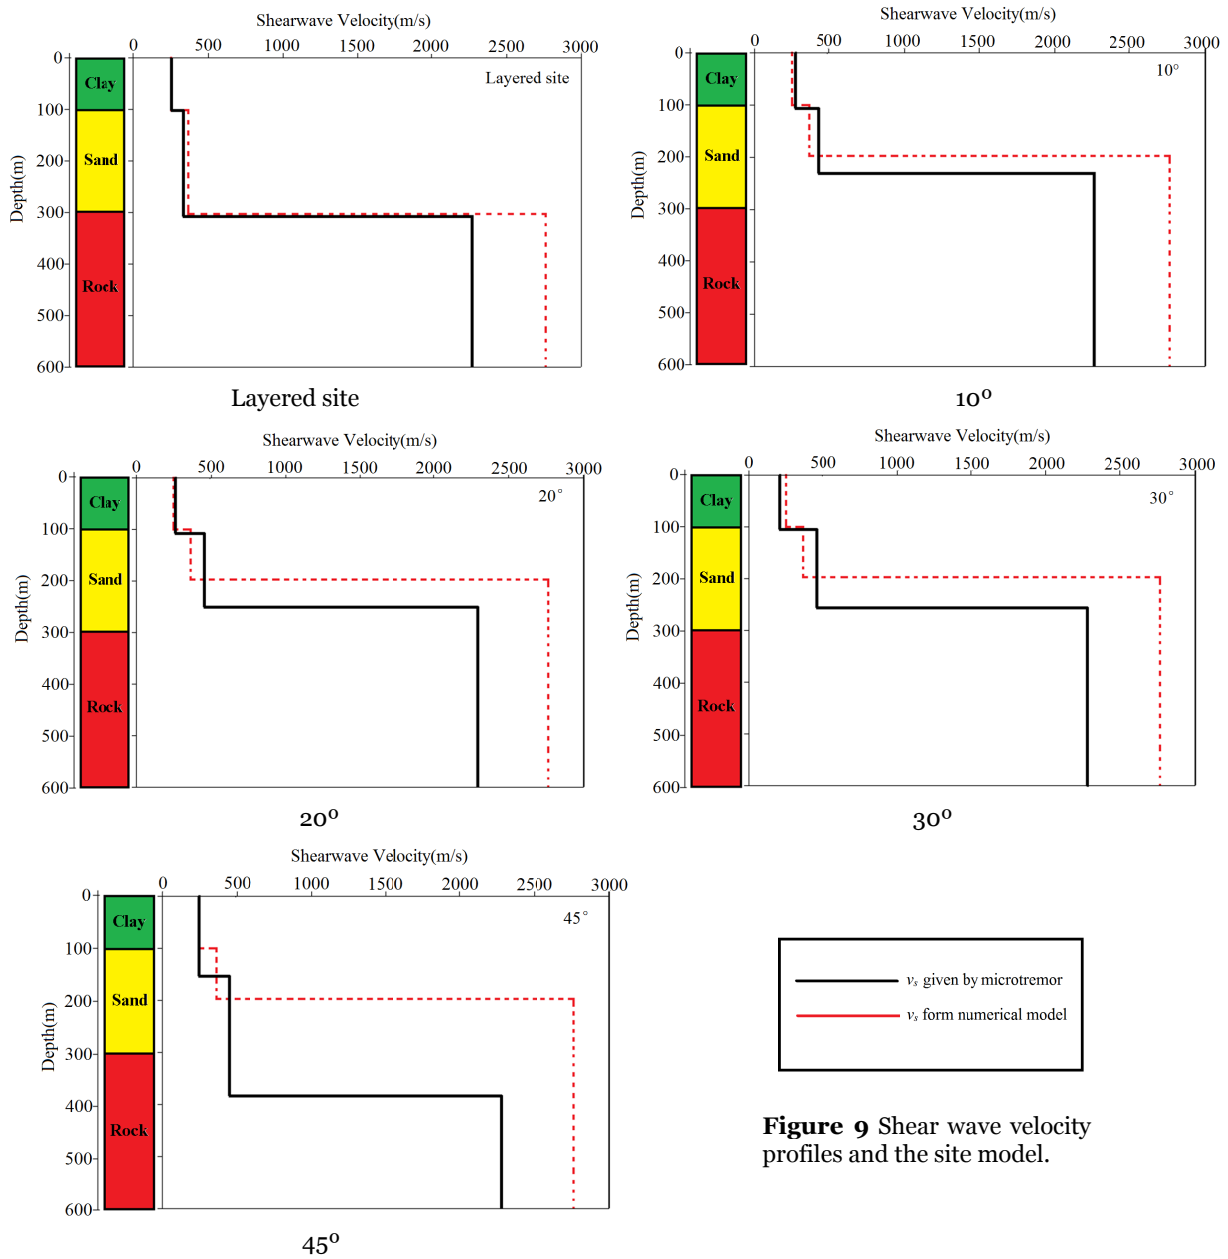 Shearwave Velocity(m/s)
0 500 1000 1500 2000 2500 3000
Layered site
Depth(m)
0
100
200
300
400
500
600
Clay
Sand
Rock
Layered site
Shearwave Velocity(m/s)
0 500 1000 1500 2000 2500 3000
10°
Depth(m)
0
100
200
300
400
500
600
Clay
Sand
Rock
10º
Shearwave Velocity(m/s)
0 500 1000 1500 2000 2500 3000
20°
Depth(m)
0
100
200
300
400
500
600
Clay
Sand
Rock
20º
Shearwave Velocity(m/s)
0 500 1000 1500 2000 2500 3000
30°
Depth(m)
0
100
200
300
400
500
600
Clay
Sand
Rock
30º
Shearwave Velocity(m/s)
0 500 1000 1500 2000 2500 3000
45°
Depth(m)
0
100
200
300
400
500
600
Clay
Sand
Rock
45º
vs given by microtremor
vs form numerical model
Figure 9 Shear wave velocity
profiles and the site model.